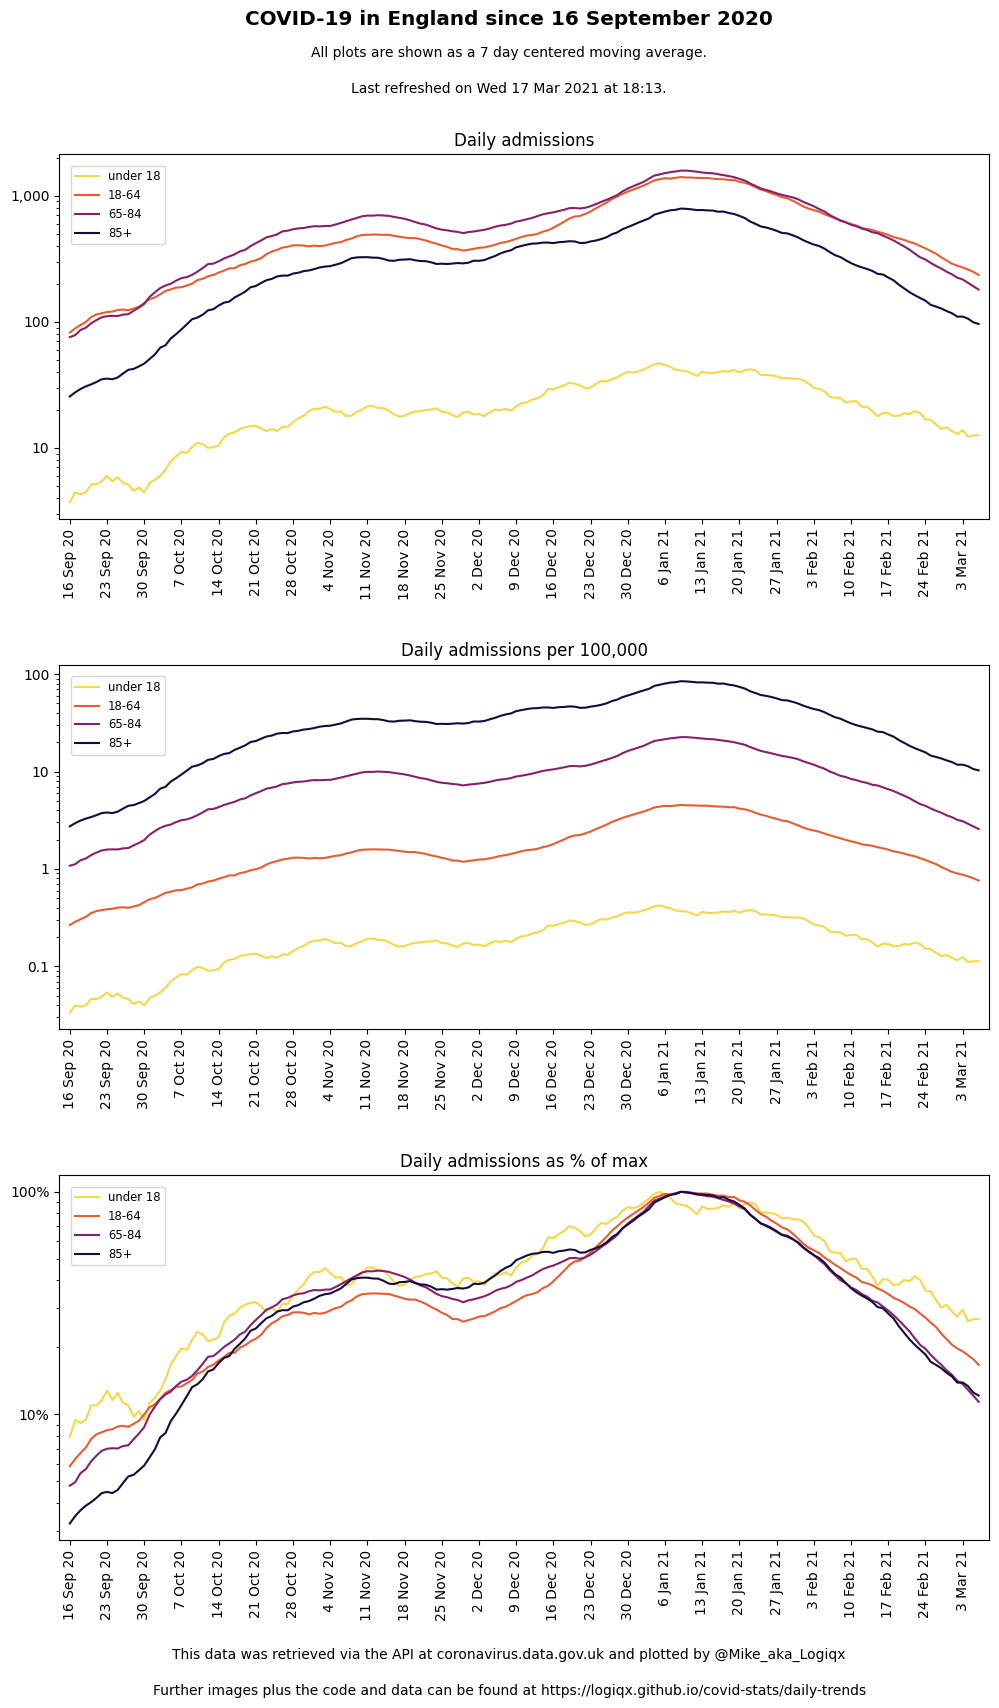 COVID-19 in England since 16 September 2020
All plots are shown as a 7 day centered moving average.
Last refreshed on Wed 17 Mar 2021 at 18:13.
Daily admissions
under 18
18-64
65-84
85+
1,000
100
10
16 Sep 20
23 Sep 20
30 Sep 20
7 Oct 20
14 Oct 20
21 Oct 20
28 Oct 20
4 Nov 20
11 Nov 20
18 Nov 20
25 Nov 20
2 Dec 20
9 Dec 20
16 Dec 20
23 Dec 20
30 Dec 20
6 Jan 21
13 Jan 21
20 Jan 21
27 Jan 21
3 Feb 21
10 Feb 21
17 Feb 21
24 Feb 21
3 Mar 21
Daily admissions per 100,000
under 18
18-64
65-84
85+
100
10
1
0.1
16 Sep 20
23 Sep 20
30 Sep 20
7 Oct 20
14 Oct 20
21 Oct 20
28 Oct 20
4 Nov 20
11 Nov 20
18 Nov 20
25 Nov 20
2 Dec 20
9 Dec 20
16 Dec 20
23 Dec 20
30 Dec 20
6 Jan 21
13 Jan 21
20 Jan 21
27 Jan 21
3 Feb 21
10 Feb 21
17 Feb 21
24 Feb 21
3 Mar 21
Daily admissions as % of max
under 18
18-64
65-84
85+
100%
10%
16 Sep 20
23 Sep 20
30 Sep 20
7 Oct 20
14 Oct 20
21 Oct 20
28 Oct 20
4 Nov 20
11 Nov 20
18 Nov 20
25 Nov 20
2 Dec 20
9 Dec 20
16 Dec 20
23 Dec 20
30 Dec 20
6 Jan 21
13 Jan 21
20 Jan 21
27 Jan 21
3 Feb 21
10 Feb 21
17 Feb 21
24 Feb 21
3 Mar 21
This data was retrieved via the API at coronavirus.data.gov.uk and plotted by @Mike_aka_Logiqx
Further images plus the code and data can be found at https://logiqx.github.io/covid-stats/daily-trends